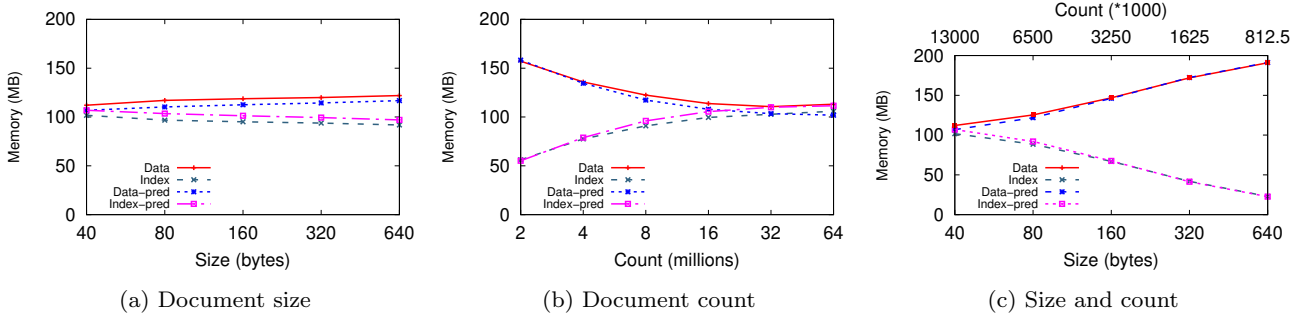 200
150
100
50
0
Memory (MB)
Data
Index
Data-pred
Index-pred
40 80 160 320 640
Size (bytes)
(a) Document size
200
150
100
50
0
Memory (MB)
Data
Index
Data-pred
Index-pred
2 4 8 16 32 64
Count (millions)
(b) Document count
Count (*1000)
13000 6500 3250 1625 812.5
200
150
100
50
0
Memory (MB)
Data
Index
Data-pred
Index-pred
40 80 160 320 640
Size (bytes)
(c) Size and count